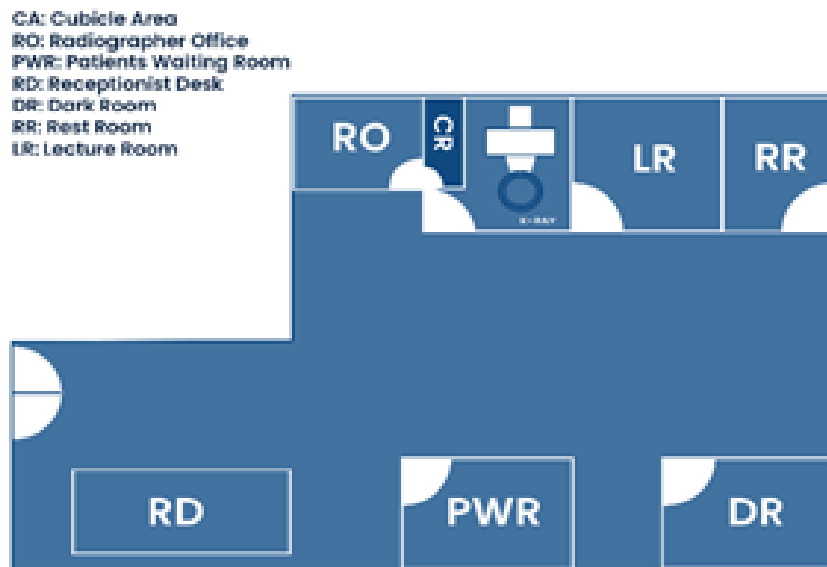 CA: Cubicle Area
RO: Radiographer Office
PWR: Patients Waiting Room
RD: Receptionist Desk
DR: Dark Room
RR: Rest Room
LR: Lecture Room
RO
CR
LR
RR
X-RAY
RD
PWR
DR